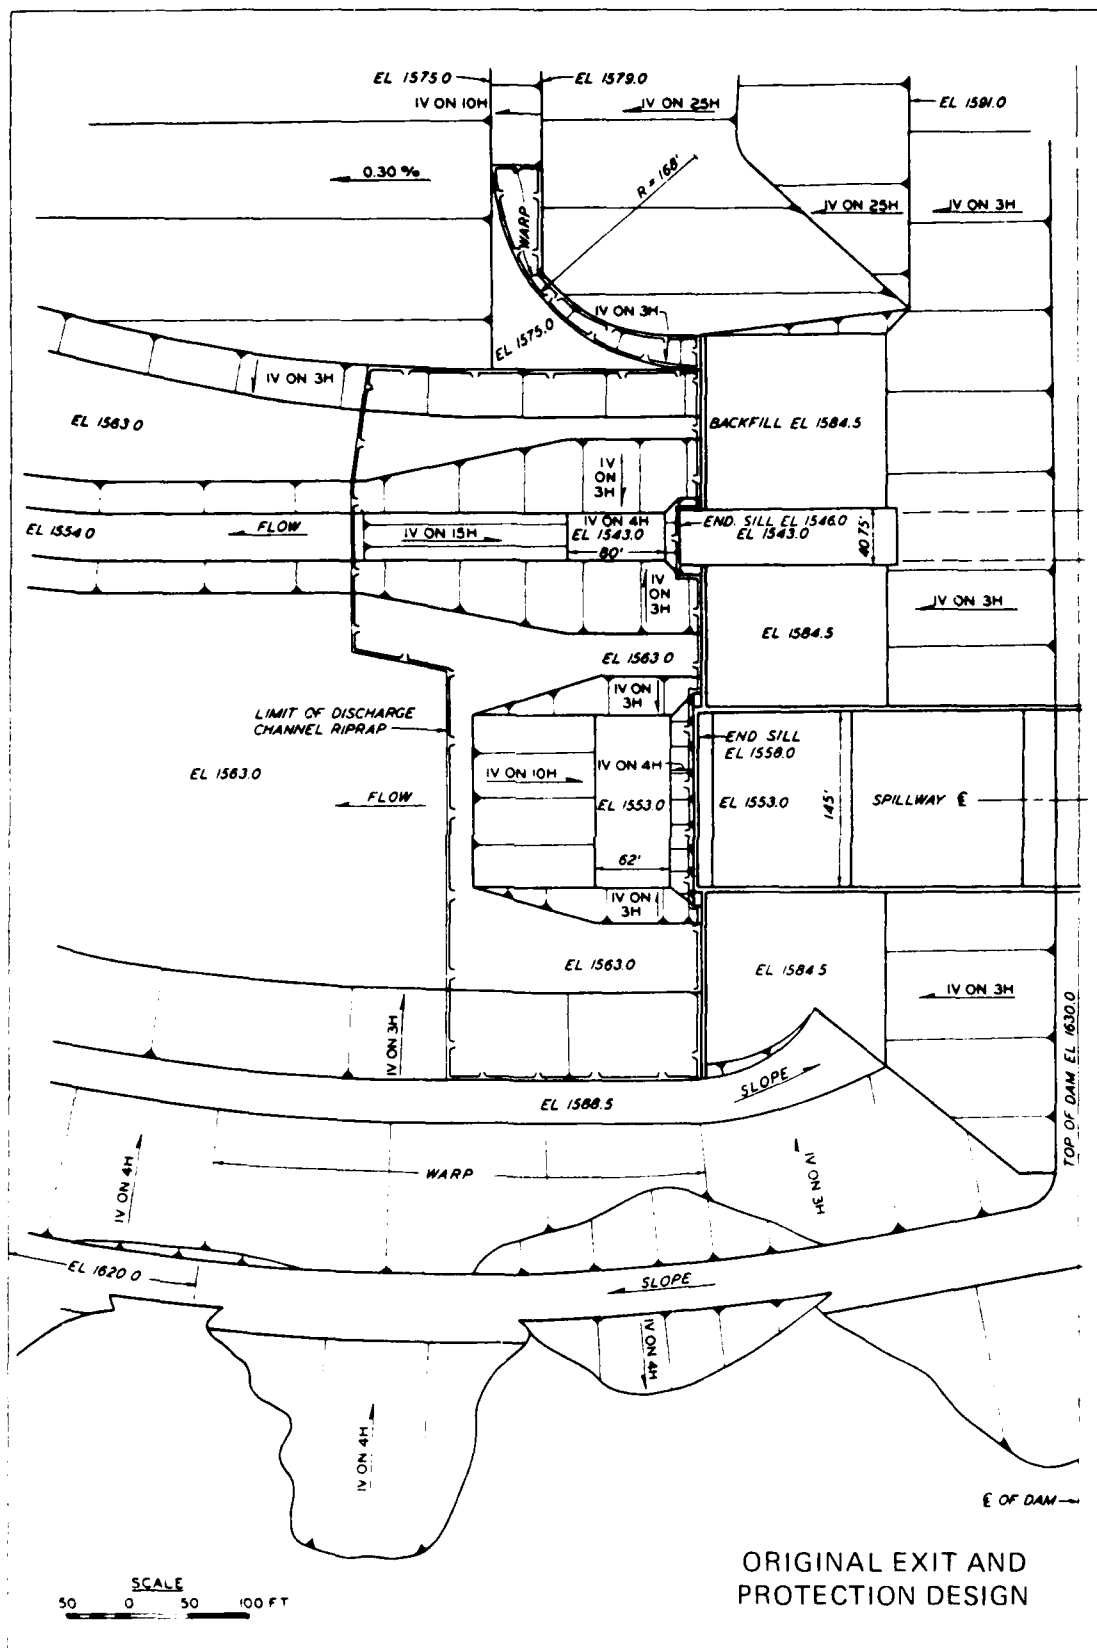 EL 1575.0
EL 1579.0
IV ON 10H
IV ON 25H
EL 1591.0
0.30 %
R = 168'
WARP
IV ON 25H
IV ON 3H
IV ON 3H
EL 1575.0
IV ON 3H
EL 1563.0
BACKFILL EL 1584.5
IV
ON
3H
EL 1554.0
FLOW
IV ON 15H
IV ON 4H
EL 1543.0
80'
END. SILL EL 1546.0
EL 1543.0
40.75'
IV
ON
3H
IV ON 3H
EL 1584.5
EL 1563.0
IV ON
3H
LIMIT OF DISCHARGE
CHANNEL RIPRAP
END SILL
EL 1558.0
EL 1563.0
IV ON 10H
IV ON 4H
FLOW
EL 1553.0
EL 1553.0
145'
SPILLWAY ℄
62'
IV ON
3H
EL 1563.0
EL 1584.5
IV ON 3H
IV ON 3H
SLOPE
EL 1588.5
TOP OF DAM EL 1630.0
WARP
IV ON 4H
IV ON 3H
EL 1620.0
SLOPE
IV ON 4H
IV ON 4H
℄ OF DAM
ORIGINAL EXIT AND
PROTECTION DESIGN
SCALE
50 0 50 100 FT